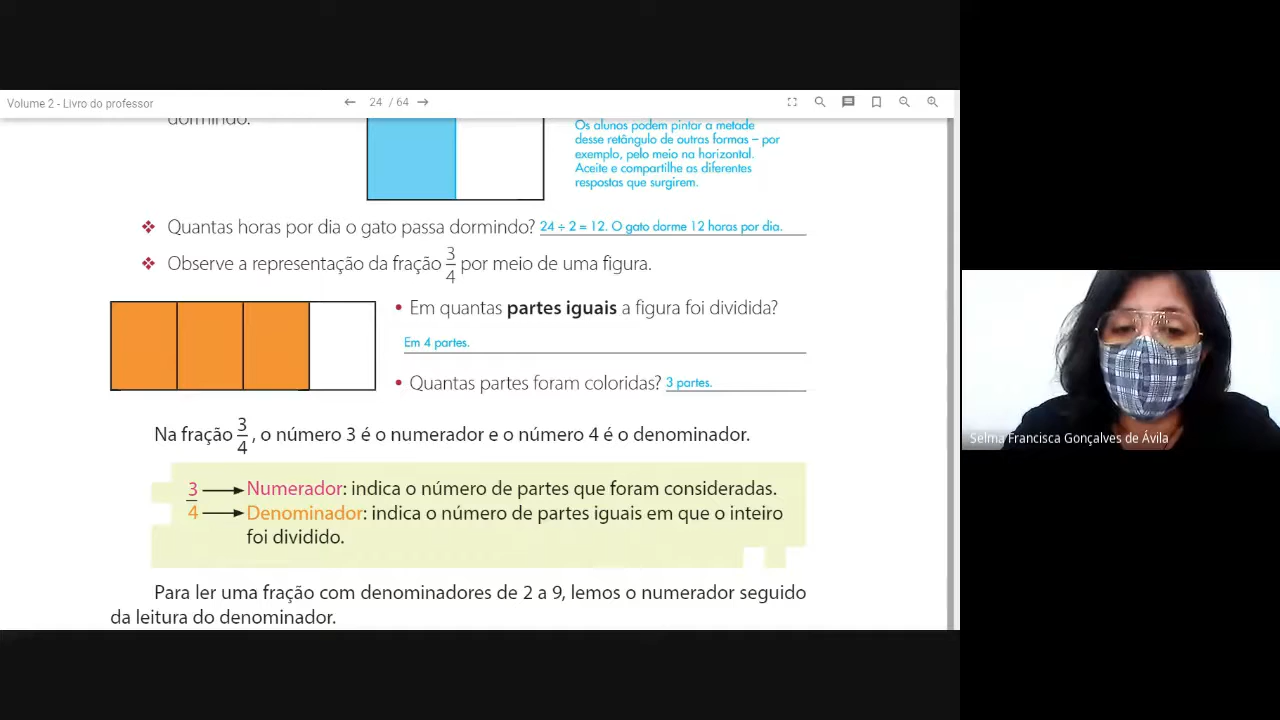 Volume 2 - Livro do professor
24 / 64
dormindo.
Os alunos podem pintar a metade
desse retângulo de outras formas – por
exemplo, pelo meio na horizontal.
Aceite e compartilhe as diferentes
respostas que surgirem.
❖ Quantas horas por dia o gato passa dormindo? 24 ÷ 2 = 12. O gato dorme 12 horas por dia.
❖ Observe a representação da fração 3/4 por meio de uma figura.
• Em quantas partes iguais a figura foi dividida?
Em 4 partes.
• Quantas partes foram coloridas? 3 partes.
Na fração 3/4, o número 3 é o numerador e o número 4 é o denominador.
3 → Numerador: indica o número de partes que foram consideradas.
4 → Denominador: indica o número de partes iguais em que o inteiro
foi dividido.
Para ler uma fração com denominadores de 2 a 9, lemos o numerador seguido
da leitura do denominador.
Selma Francisca Gonçalves de Ávila